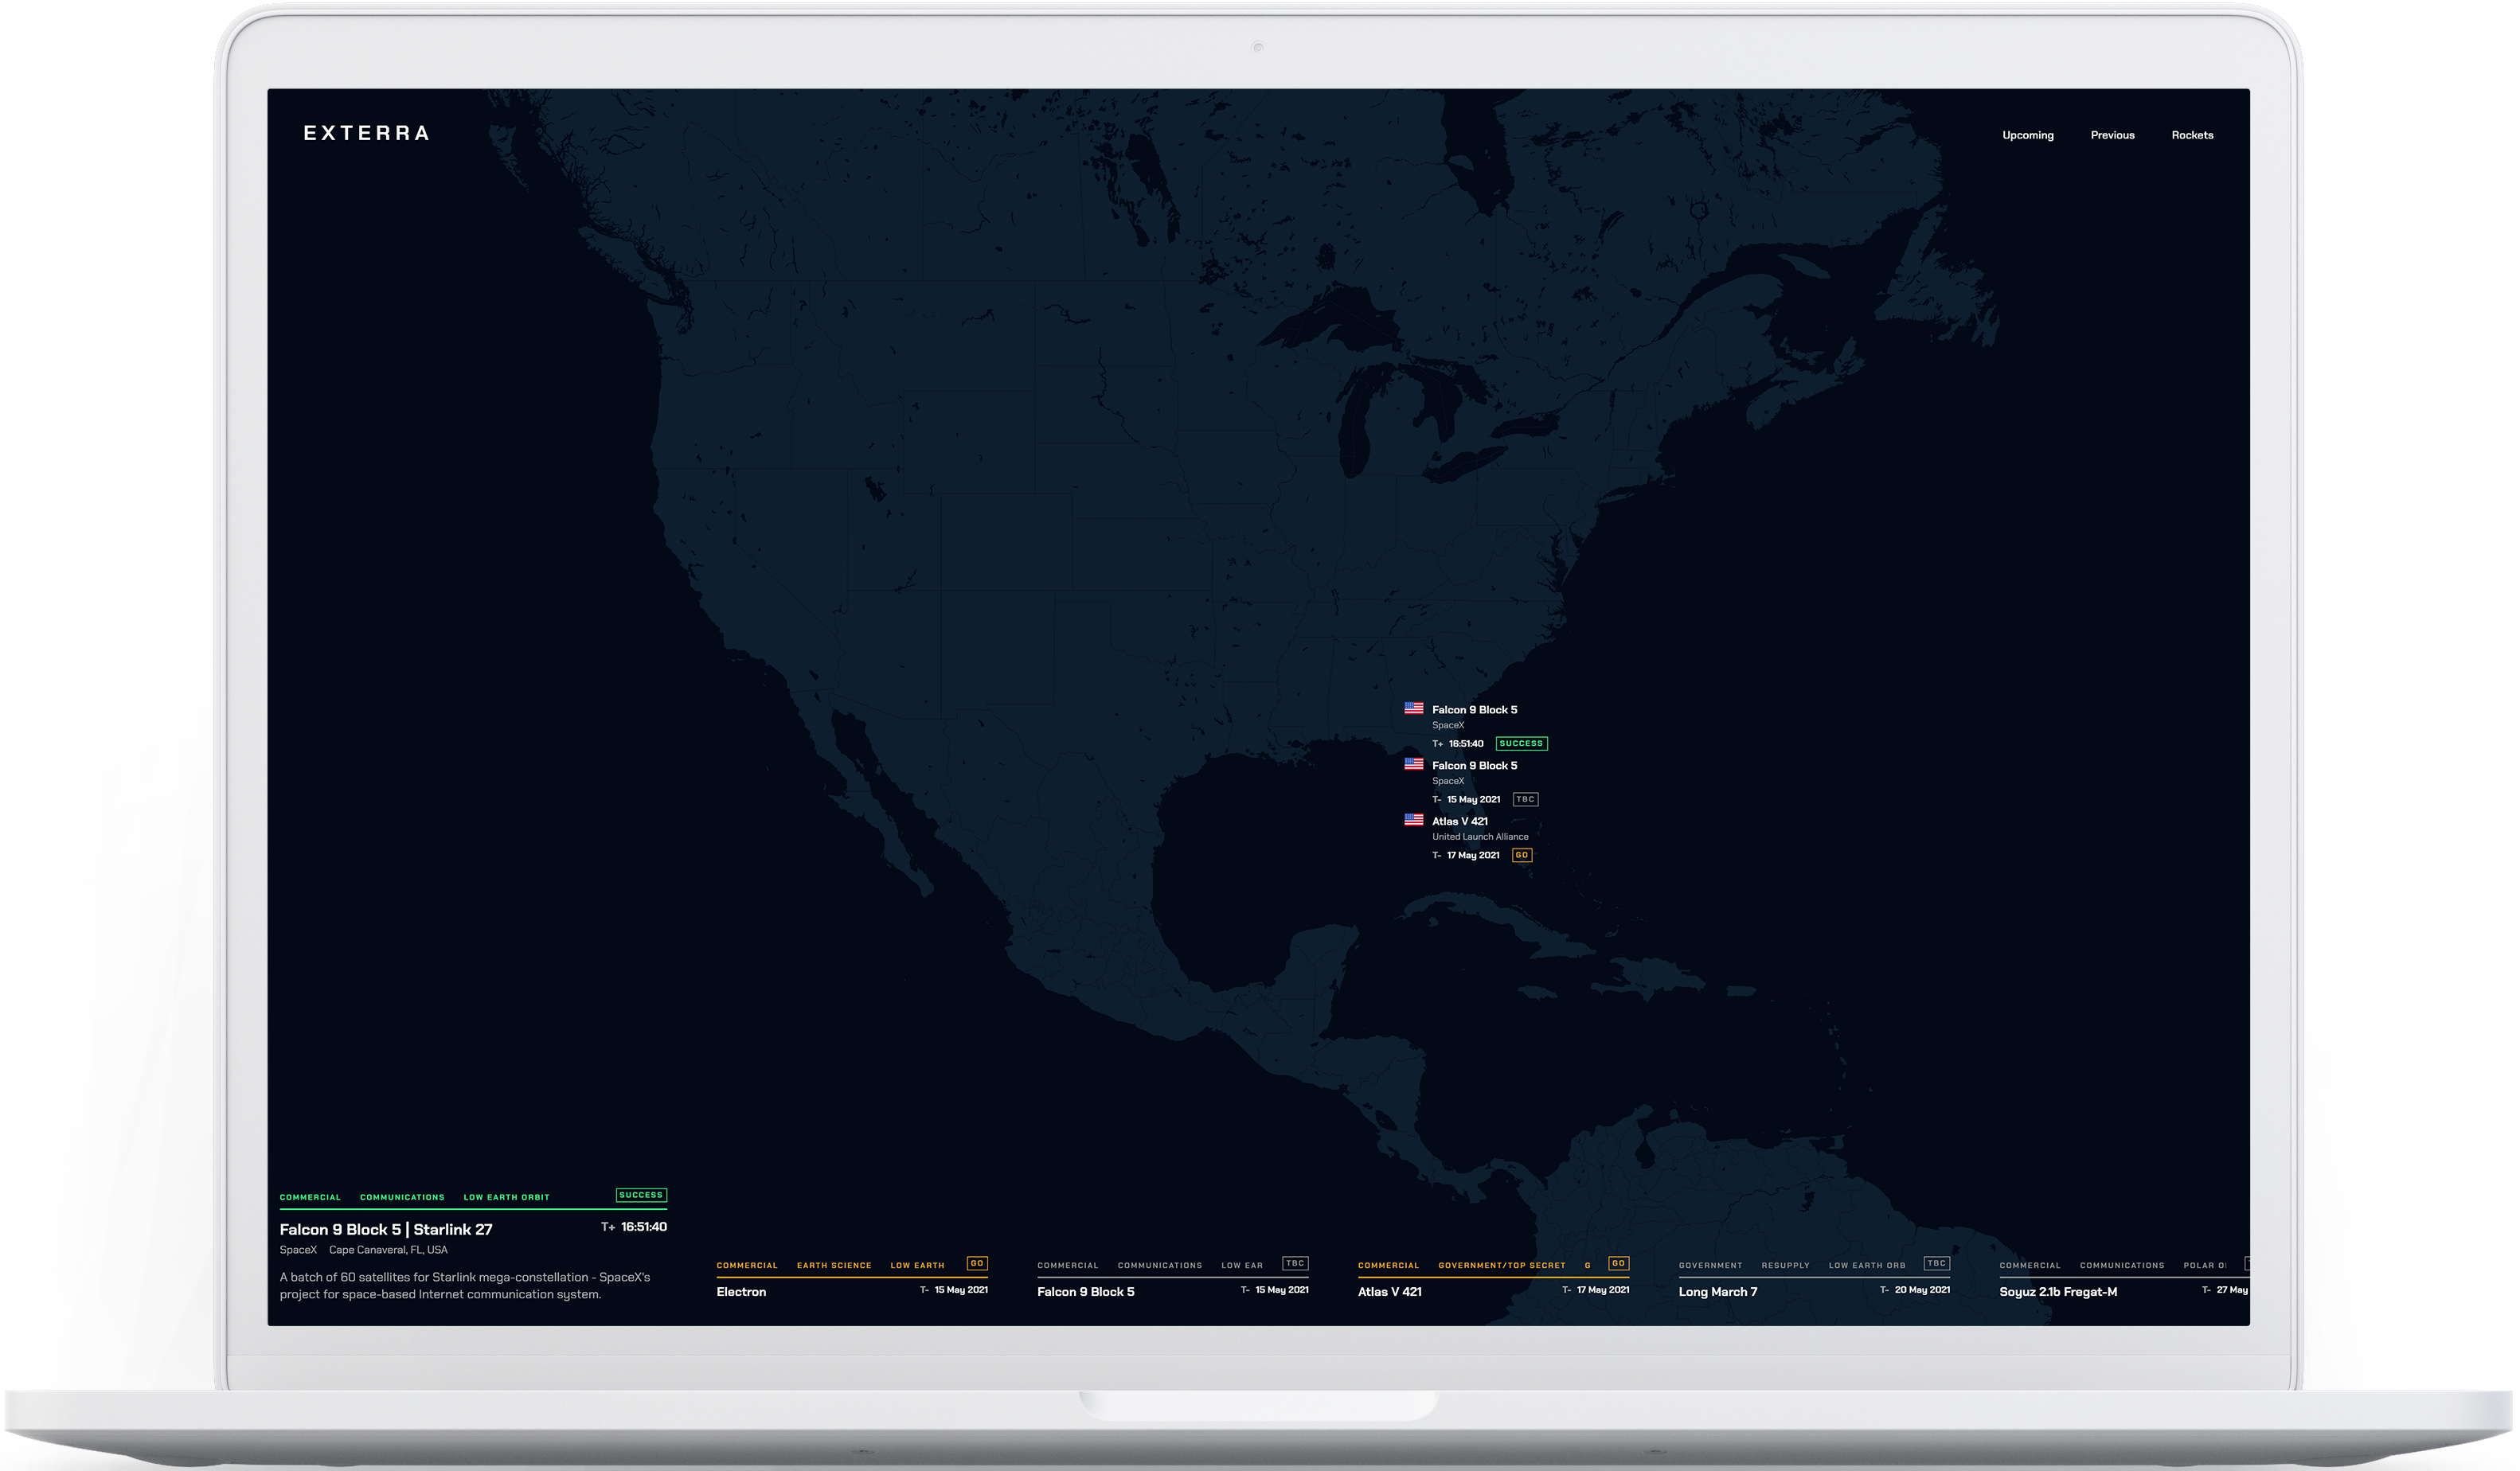 EXTERRA
Upcoming Previous Rockets
Falcon 9 Block 5
SpaceX
T+ 16:51:40 SUCCESS
Falcon 9 Block 5
SpaceX
T- 15 May 2021 TBC
Atlas V 421
United Launch Alliance
T- 17 May 2021 GO
COMMERCIAL COMMUNICATIONS LOW EARTH ORBIT SUCCESS
Falcon 9 Block 5 | Starlink 27 T+ 16:51:40
SpaceX Cape Canaveral, FL, USA
A batch of 60 satellites for Starlink mega-constellation - SpaceX's
project for space-based Internet communication system.
COMMERCIAL EARTH SCIENCE LOW EARTH GO
Electron T- 15 May 2021
COMMERCIAL COMMUNICATIONS LOW EAR TBC
Falcon 9 Block 5 T- 15 May 2021
COMMERCIAL GOVERNMENT/TOP SECRET G GO
Atlas V 421 T- 17 May 2021
GOVERNMENT RESUPPLY LOW EARTH ORB TBC
Long March 7 T- 20 May 2021
COMMERCIAL COMMUNICATIONS POLAR
Soyuz 2.1b Fregat-M T- 27 May